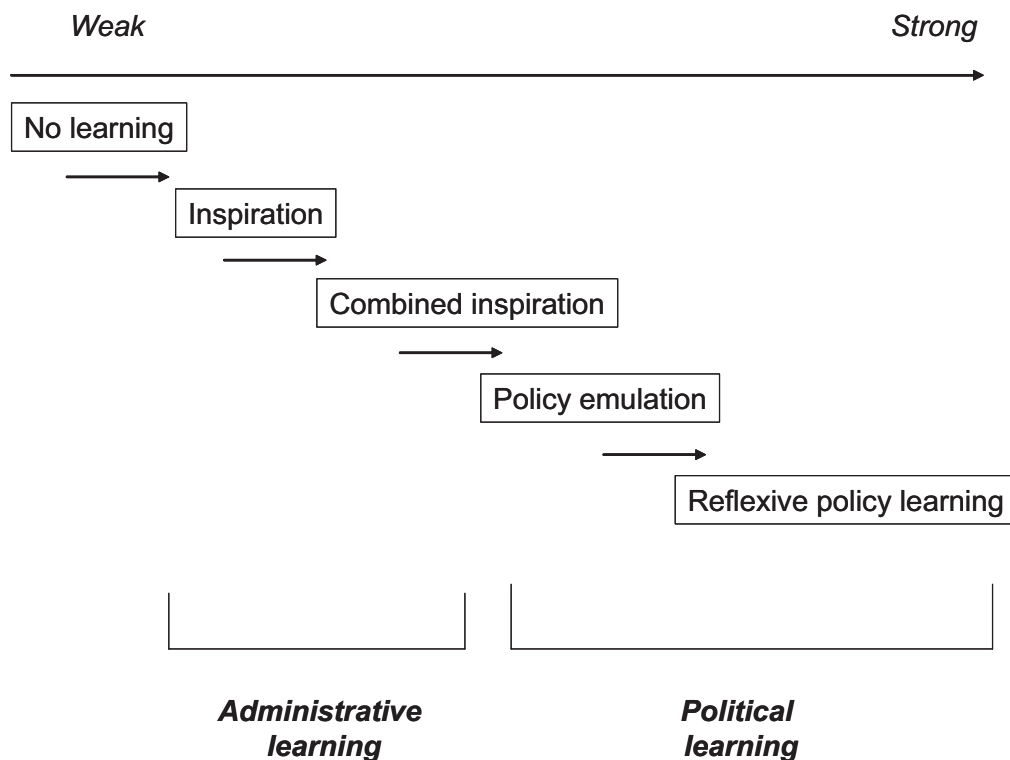 Weak
Strong
No learning
Inspiration
Combined inspiration
Policy emulation
Reflexive policy learning
Administrative
learning
Political
learning